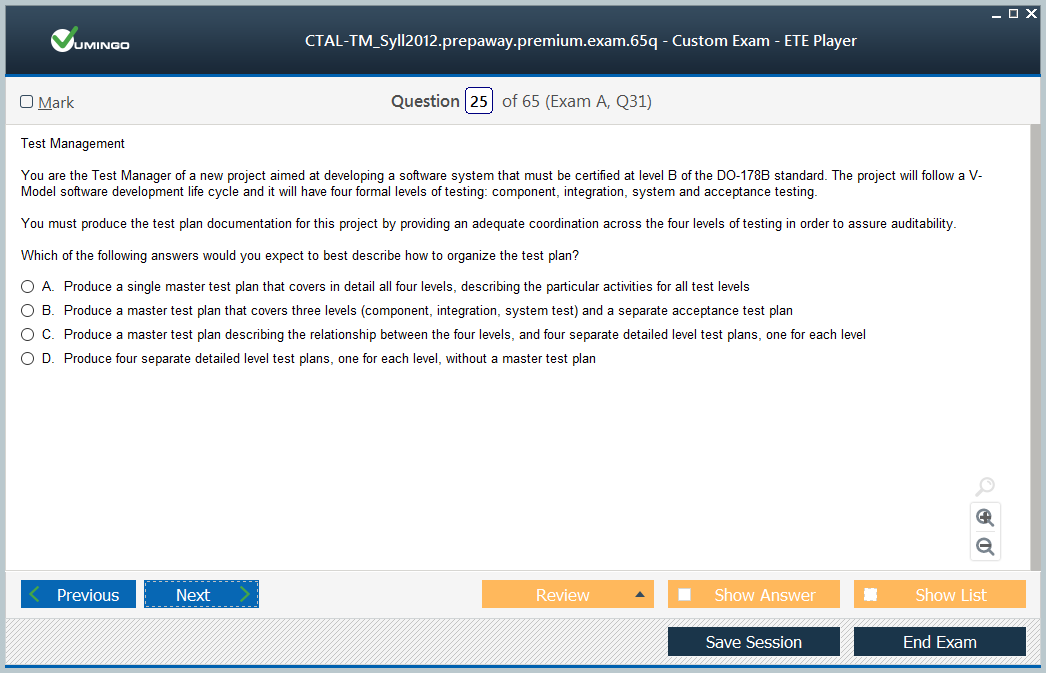 VUMINGO
CTAL-TM_Syll2012.prepaway.premium.exam.65q - Custom Exam - ETE Player
Mark
Question 25 of 65 (Exam A, Q31)
Test Management
You are the Test Manager of a new project aimed at developing a software system that must be certified at level B of the DO-178B standard. The project will follow a V-
Model software development life cycle and it will have four formal levels of testing: component, integration, system and acceptance testing.
You must produce the test plan documentation for this project by providing an adequate coordination across the four levels of testing in order to assure auditability.
Which of the following answers would you expect to best describe how to organize the test plan?
A. Produce a single master test plan that covers in detail all four levels, describing the particular activities for all test levels
B. Produce a master test plan that covers three levels (component, integration, system test) and a separate acceptance test plan
C. Produce a master test plan describing the relationship between the four levels, and four separate detailed level test plans, one for each level
D. Produce four separate detailed level test plans, one for each level, without a master test plan
Previous
Next
Review
Show Answer
Show List
Save Session
End Exam